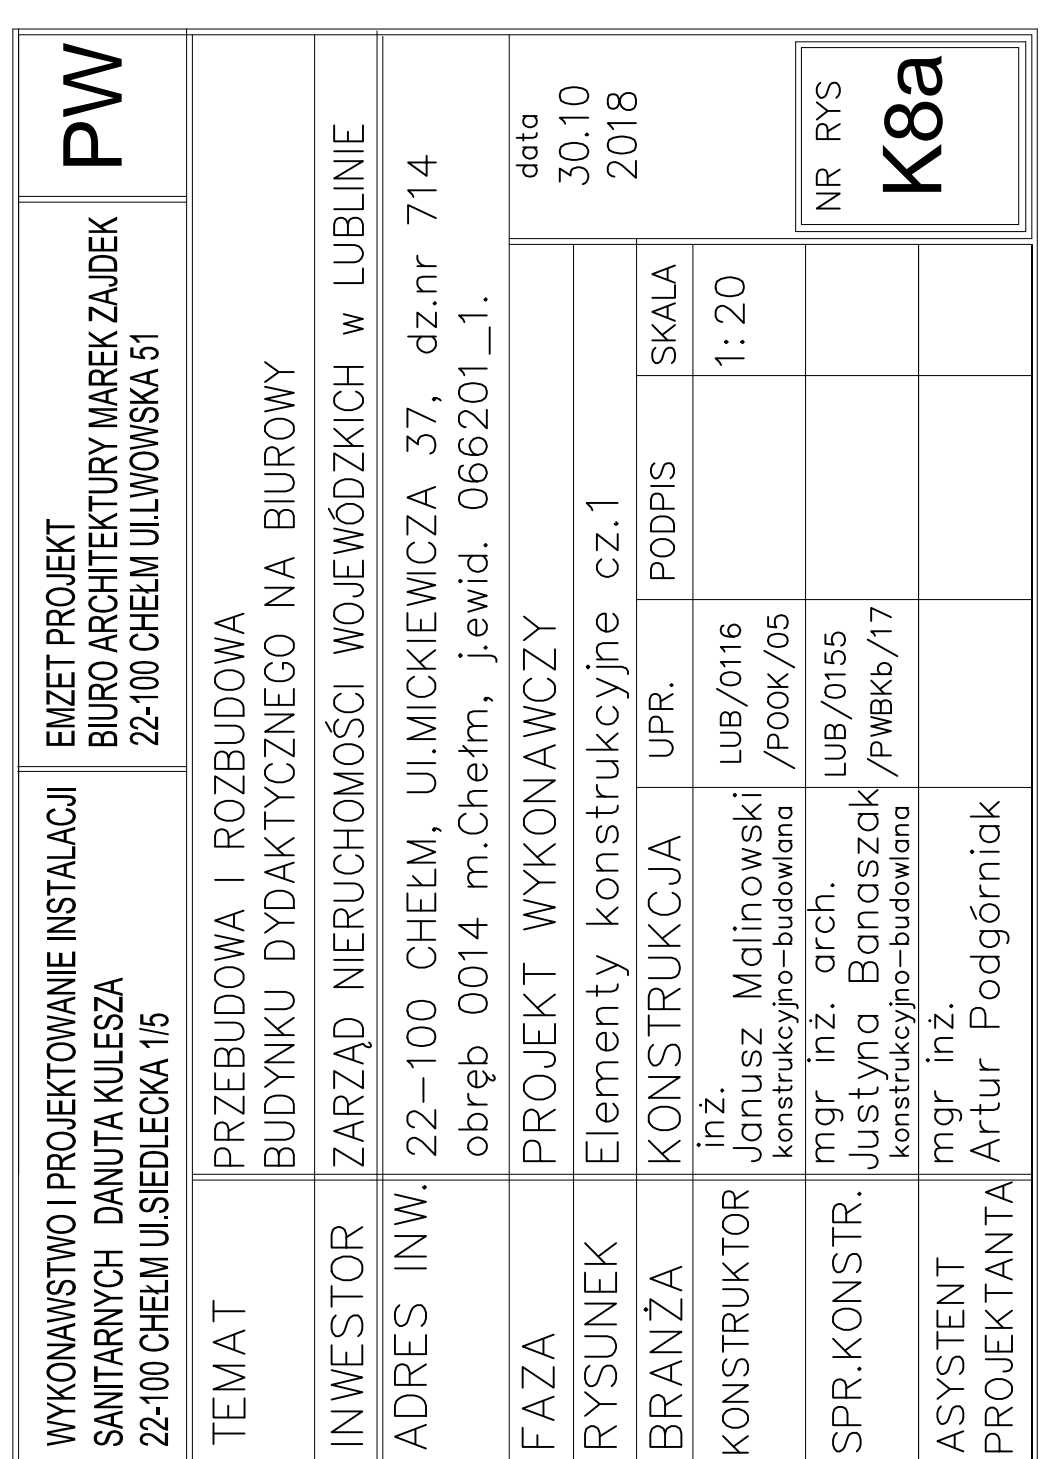 WYKONAWSTWO I PROJEKTOWANIE INSTALACJI
SANITARNYCH DANUTA KULESZA
22-100 CHEŁM Ul.SIEDLECKA 1/5
EMZET PROJEKT
BIURO ARCHITEKTURY MAREK ZAJDEK
22-100 CHEŁM Ul.LWOWSKA 51
PW
TEMAT
PRZEBUDOWA I ROZBUDOWA
BUDYNKU DYDAKTYCZNEGO NA BIUROWY
INWESTOR
ZARZĄD NIERUCHOMOŚCI WOJEWÓDZKICH w LUBLINIE
ADRES INW.
22-100 CHEŁM, Ul.MICKIEWICZA 37, dz.nr 714
obręb 0014 m.Chełm, j.ewid. 066201_1.
FAZA
PROJEKT WYKONAWCZY
data
30.10
2018
RYSUNEK
Elementy konstrukcyjne cz.1
BRANŻA
KONSTRUKCJA
UPR.
PODPIS
SKALA
KONSTRUKTOR
inż.
Janusz Malinowski
konstrukcyjno-budowlana
LUB/0116
/POOK/05
1:20
SPR.KONSTR.
mgr inż. arch.
Justyna Banaszak
konstrukcyjno-budowlana
LUB/0155
/PWBKb/17
ASYSTENT
PROJEKTANTA
mgr inż.
Artur Podgórniak
NR RYS
K8a